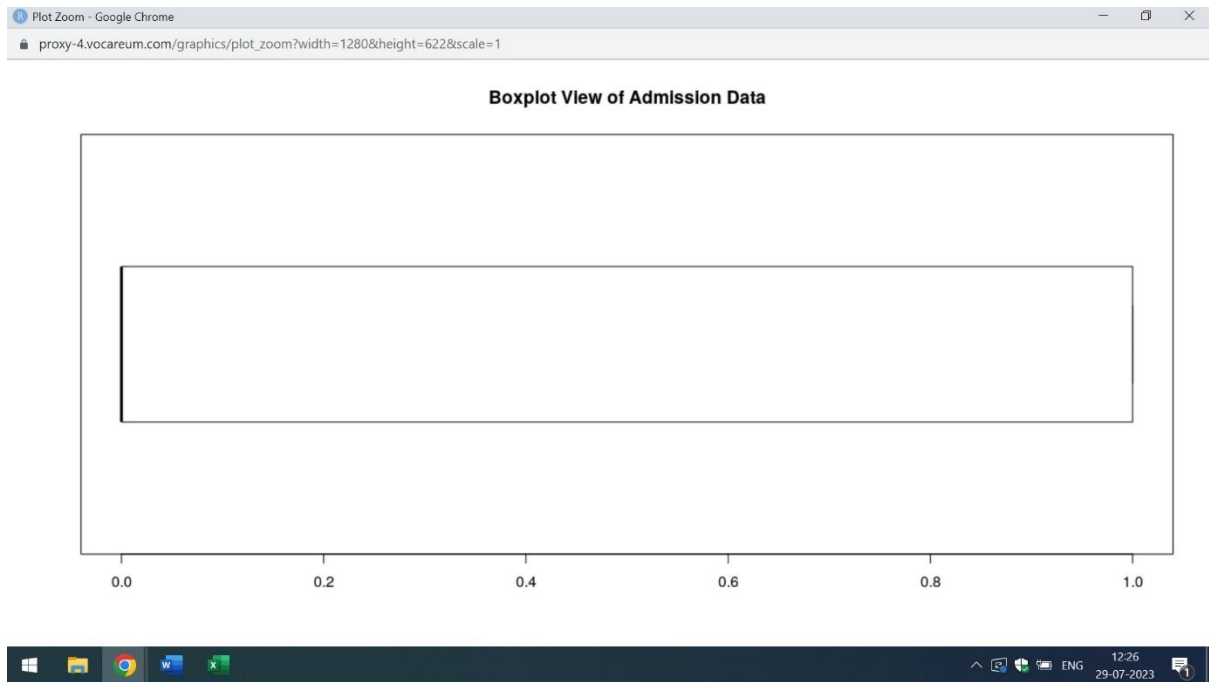 R Plot Zoom - Google Chrome
proxy-4.vocareum.com/graphics/plot_zoom?width=1280&height=622&scale=1
Boxplot View of Admission Data
0.0 0.2 0.4 0.6 0.8 1.0
W X ENG 12:26
29-07-2023 1